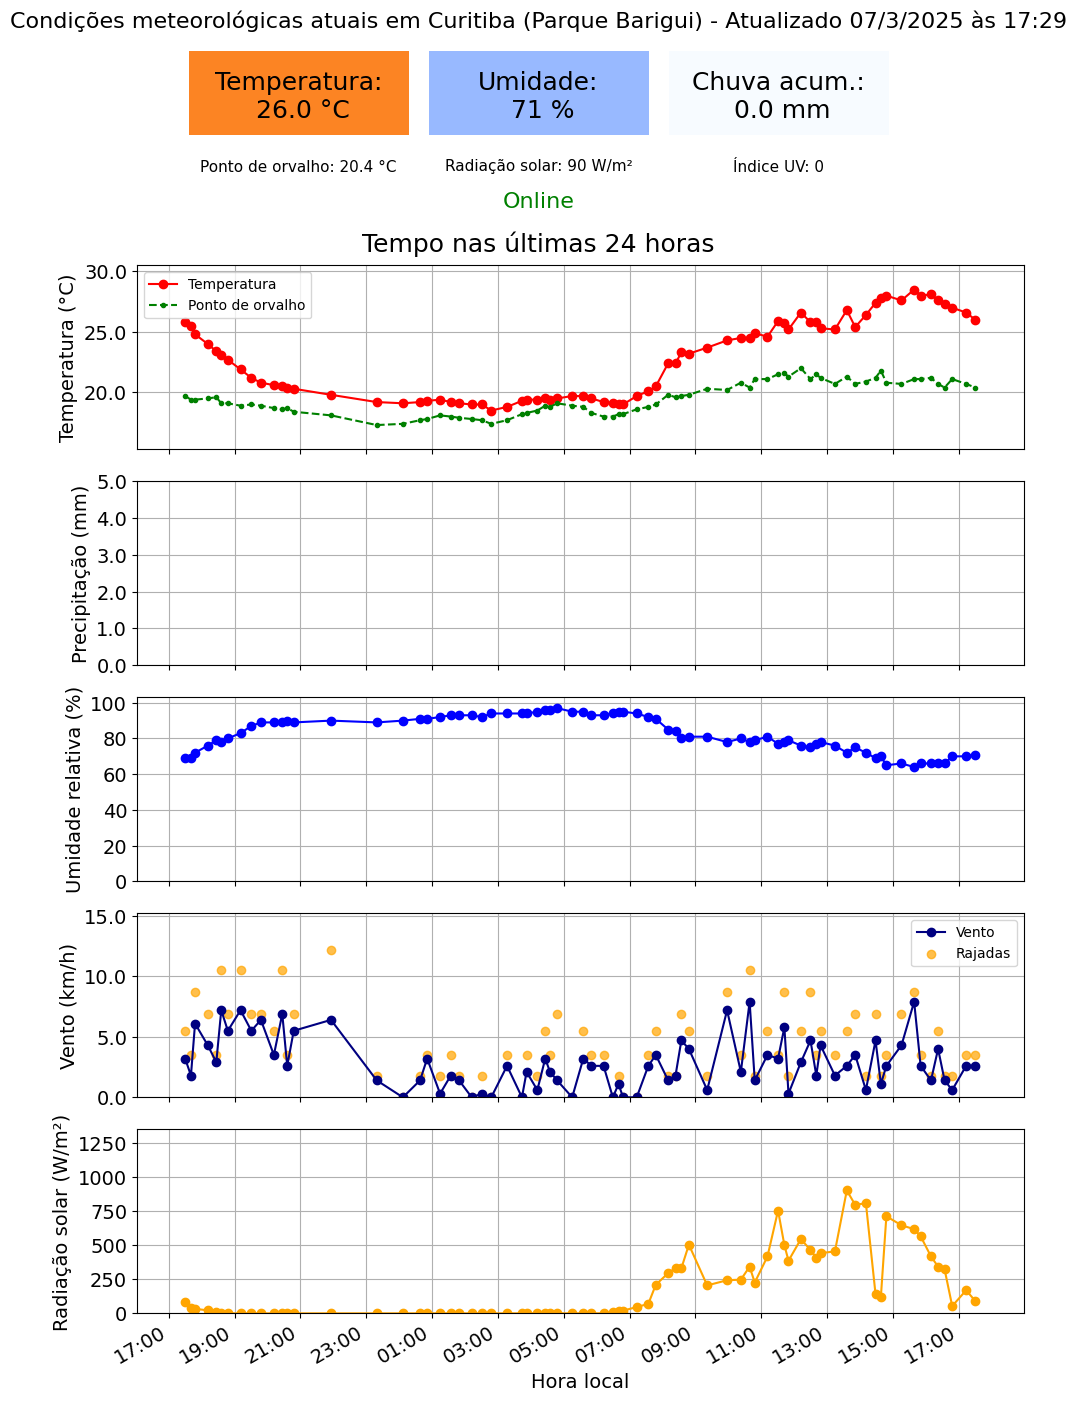 Condições meteorológicas atuais em Curitiba (Parque Barigui) - Atualizado 07/3/2025 às 17:29
Temperatura:
26.0 °C
Umidade:
71 %
Chuva acum.:
0.0 mm
Ponto de orvalho: 20.4 °C
Radiação solar: 90 W/m²
Índice UV: 0
Online
Tempo nas últimas 24 horas
Temperatura (°C)
30.0
25.0
20.0
Temperatura
Ponto de orvalho
Precipitação (mm)
5.0
4.0
3.0
2.0
1.0
0.0
Umidade relativa (%)
100
80
60
40
20
0
Vento (km/h)
15.0
10.0
5.0
0.0
Vento
Rajadas
Radiação solar (W/m²)
1250
1000
750
500
250
0
17:00
19:00
21:00
23:00
01:00
03:00
05:00
07:00
09:00
11:00
13:00
15:00
17:00
Hora local